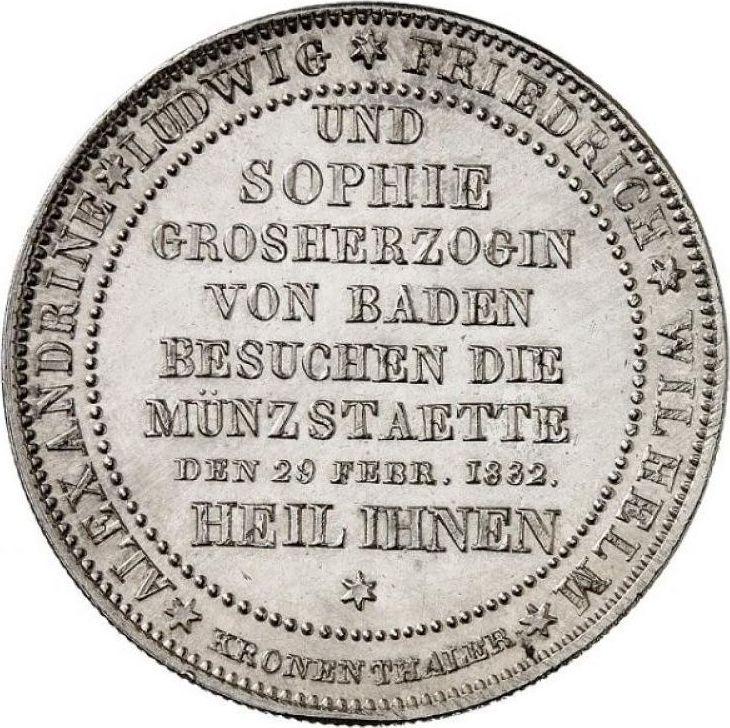 ALEXANDRINE * LUDWIG * FRIEDRICH * WILHELM
UND
SOPHIE
GROSHERZOGIN
VON BADEN
BESUCHEN DIE
MÜNZSTAETTE
DEN 29 FEBR. 1832.
HEIL IHNEN
* KRONENTHALER. *